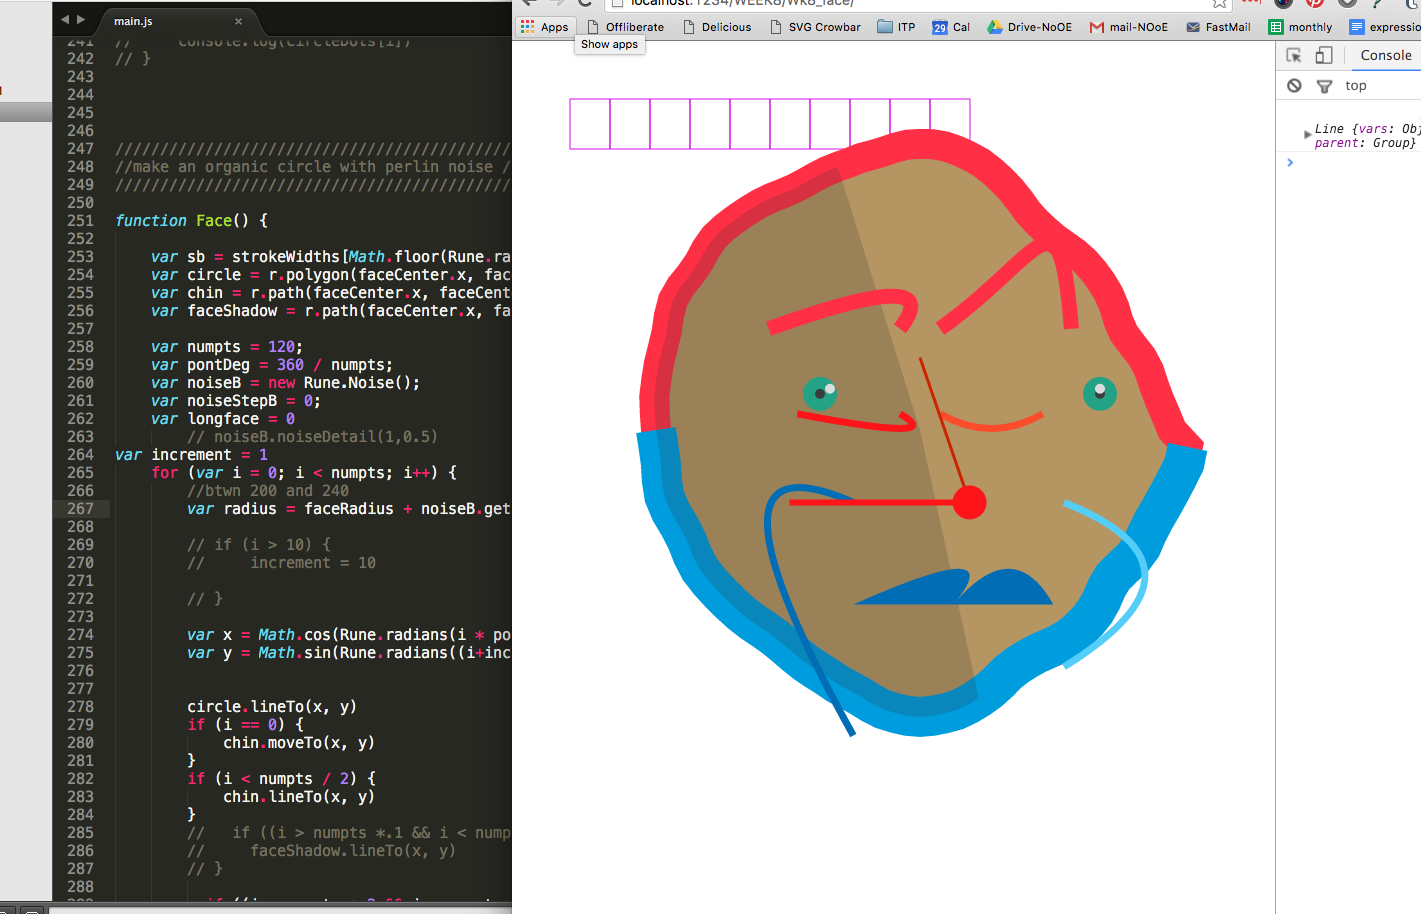 main.js ×
241 //     console.log(circleDots[i])
242 // }
243
244
245
246
247 ////////////////////////////////////////////
248 //make an organic circle with perlin noise /
249 ////////////////////////////////////////////
250
251 function Face() {
252
253     var sb = strokeWidths[Math.floor(Rune.ra
254     var circle = r.polygon(faceCenter.x, fac
255     var chin = r.path(faceCenter.x, faceCent
256     var faceShadow = r.path(faceCenter.x, fa
257
258     var numpts = 120;
259     var pontDeg = 360 / numpts;
260     var noiseB = new Rune.Noise();
261     var noiseStepB = 0;
262     var longface = 0
263         // noiseB.noiseDetail(1,0.5)
264 var increment = 1
265     for (var i = 0; i < numpts; i++) {
266         //btwn 200 and 240
267         var radius = faceRadius + noiseB.get
268
269         // if (i > 10) {
270         //     increment = 10
271
272         // }
273
274         var x = Math.cos(Rune.radians(i * po
275         var y = Math.sin(Rune.radians((i+inc
276
277
278         circle.lineTo(x, y)
279         if (i == 0) {
280             chin.moveTo(x, y)
281         }
282         if (i < numpts / 2) {
283             chin.lineTo(x, y)
284         }
285         //   if ((i > numpts *.1 && i < nump
286         //     faceShadow.lineTo(x, y)
287         // }
288
localhost:1234/WEEK8/Wk8_face/
Apps Offliberate Delicious SVG Crowbar ITP 29 Cal Drive-NoOE mail-NOoE FastMail monthly expressio
Show apps
Console
top
Line {vars: Obj
parent: Group}